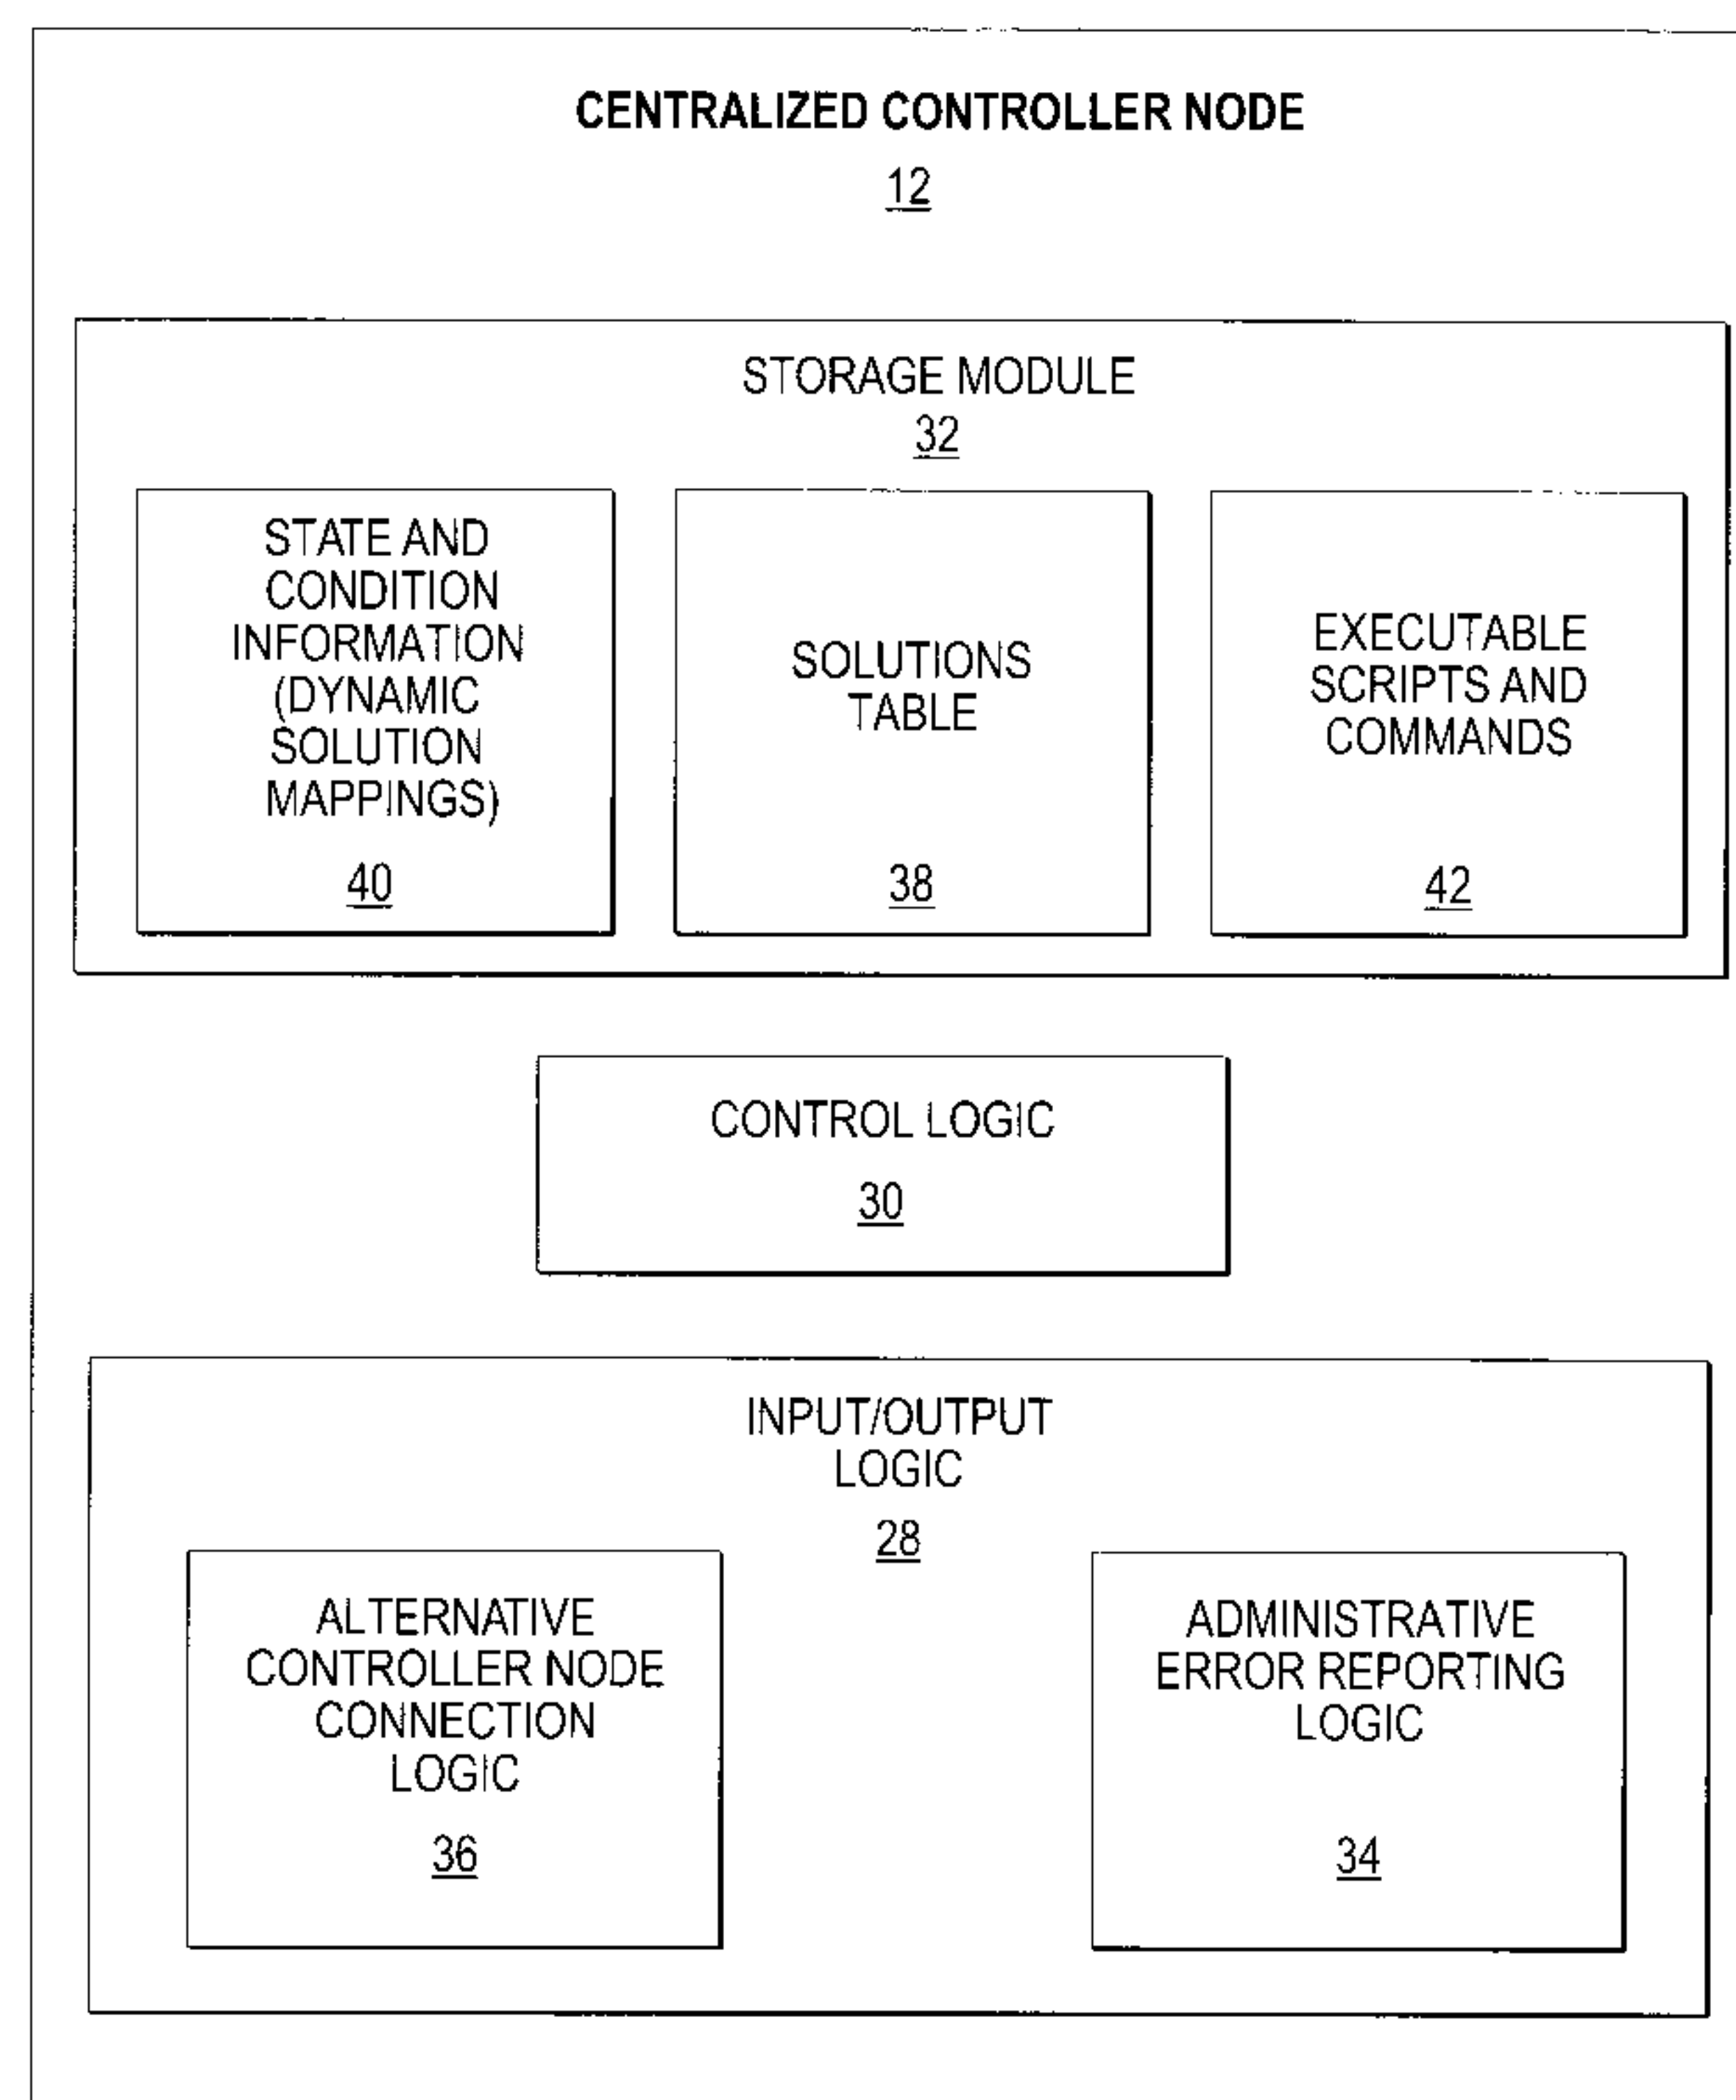 CENTRALIZED CONTROLLER NODE
12
STORAGE MODULE
32
STATE AND
CONDITION
INFORMATION
(DYNAMIC
SOLUTION
MAPPINGS)
40
SOLUTIONS
TABLE
38
EXECUTABLE
SCRIPTS AND
COMMANDS
42
CONTROL LOGIC
30
INPUT/OUTPUT
LOGIC
28
ALTERNATIVE
CONTROLLER NODE
CONNECTION
LOGIC
36
ADMINISTRATIVE
ERROR REPORTING
LOGIC
34